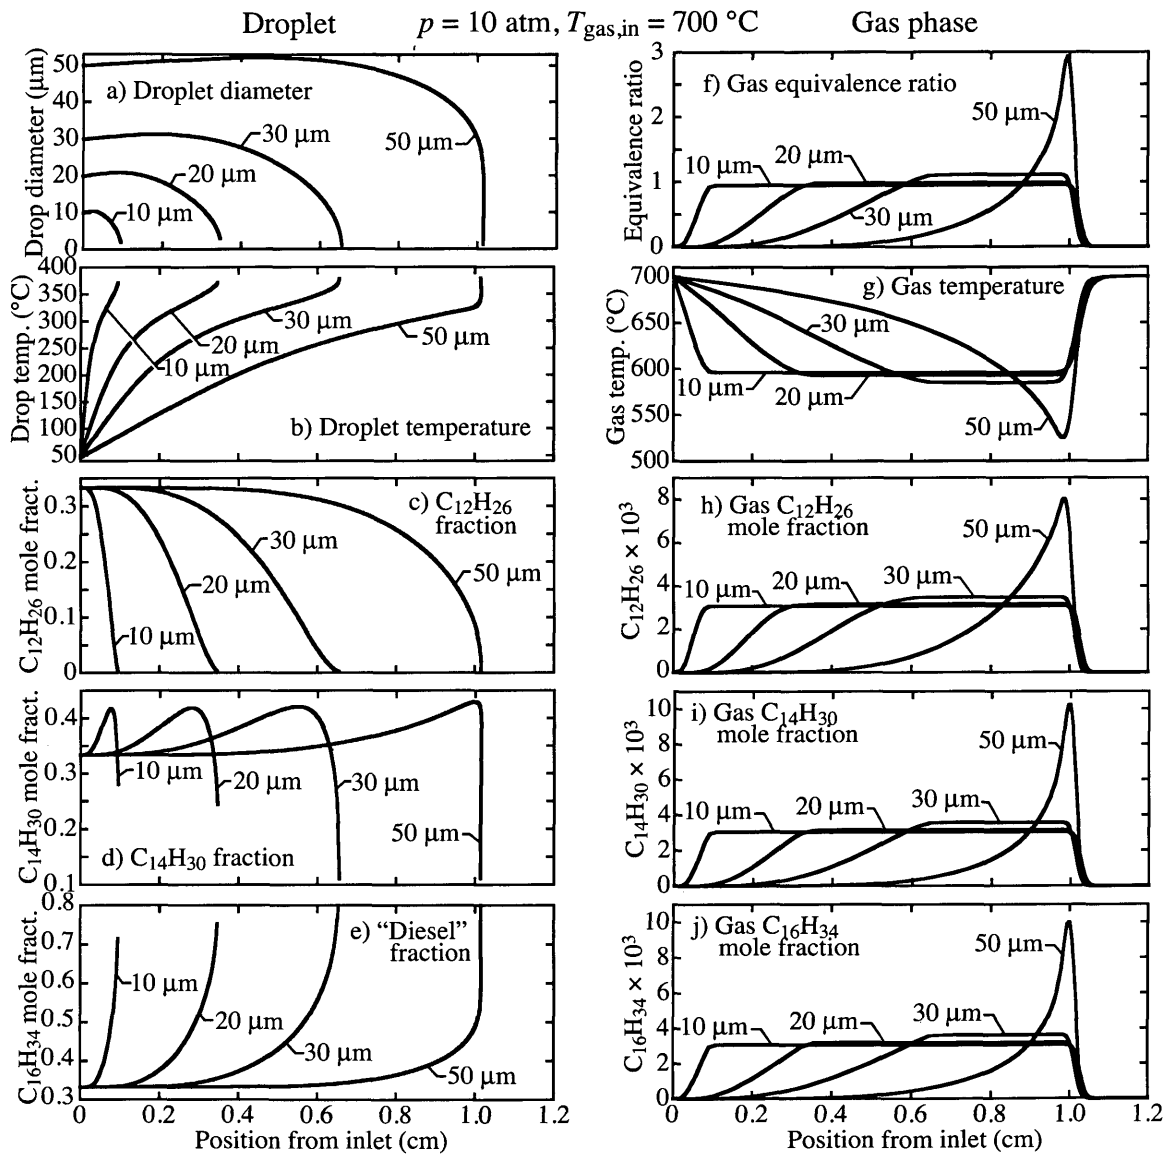 Droplet p = 10 atm, T_gas,in = 700 °C Gas phase
Drop diameter (μm)
50
40
30
20
10
0
a) Droplet diameter
50 μm
30 μm
20 μm
10 μm
Drop temp. (°C)
400
350
300
250
200
150
100
50
30 μm
50 μm
20 μm
10 μm
b) Droplet temperature
C12H26 mole fract.
0.3
0.2
0.1
0
c) C12H26
fraction
30 μm
50 μm
20 μm
10 μm
C14H30 mole fract.
0.4
0.3
0.2
0.1
10 μm
20 μm
30 μm
50 μm
d) C14H30 fraction
C16H34 mole fract.
0.8
0.7
0.6
0.5
0.4
0.3
e) “Diesel”
fraction
10 μm
20 μm
30 μm
50 μm
0 0.2 0.4 0.6 0.8 1.0 1.2
Position from inlet (cm)
Equivalence ratio
3
2
1
0
f) Gas equivalence ratio
50 μm
20 μm
10 μm
30 μm
Gas temp. (°C)
700
650
600
550
500
g) Gas temperature
30 μm
10 μm
20 μm
50 μm
C12H26 × 10³
8
6
4
2
0
h) Gas C12H26
mole fraction
50 μm
30 μm
20 μm
10 μm
C14H30 × 10³
10
8
6
4
2
0
i) Gas C14H30
mole fraction
50 μm
30 μm
20 μm
10 μm
C16H34 × 10³
10
8
6
4
2
0
j) Gas C16H34
mole fraction
50 μm
30 μm
20 μm
10 μm
0 0.2 0.4 0.6 0.8 1.0 1.2
Position from inlet (cm)